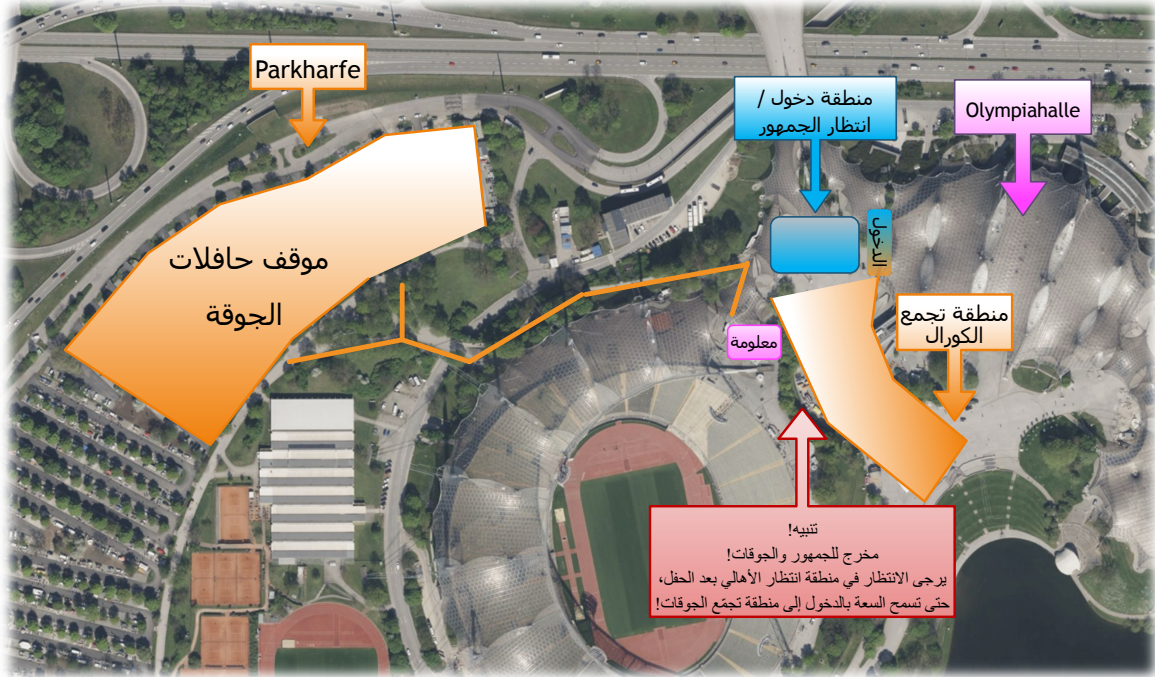 Parkharfe
منطقة دخول /
انتظار الجمهور
Olympiahalle
الدخول
موقف حافلات
الجوقة
منطقة تجمع
الكورال
معلومة
تنبيه!
مخرج للجمهور والجوقات!
يرجى الانتظار في منطقة انتظار الأهالي بعد الحفل،
حتى تسمح السعة بالدخول إلى منطقة تجمّع الجوقات!